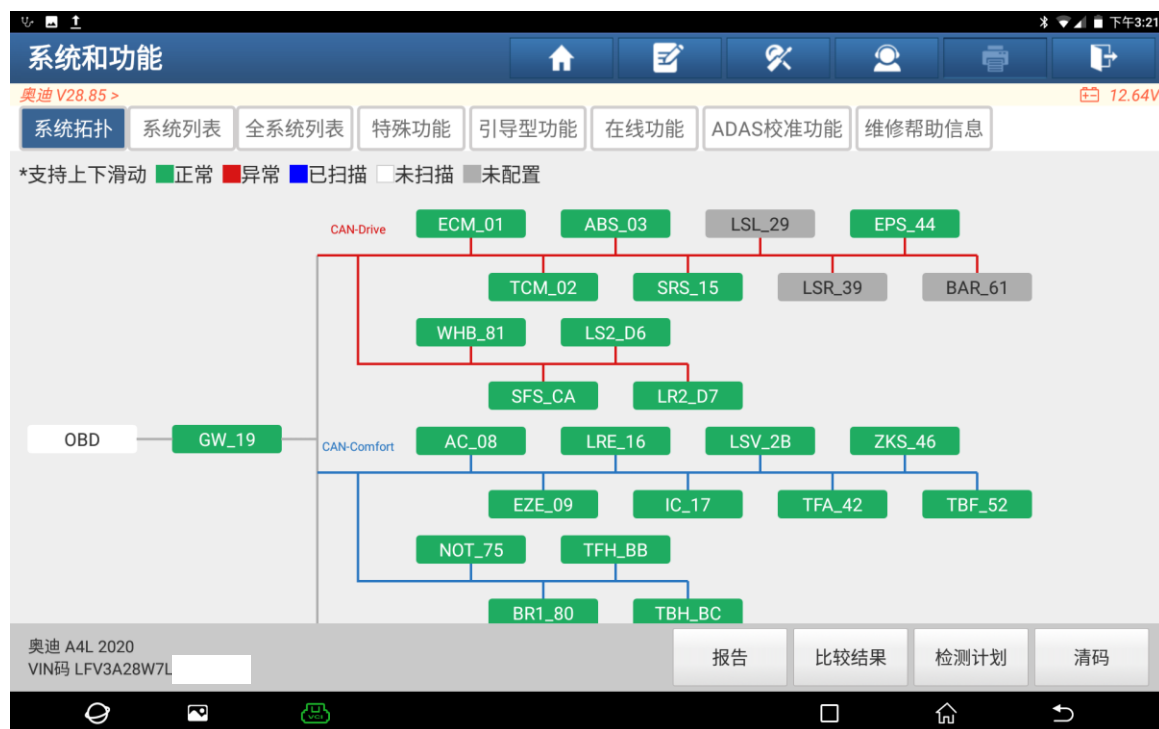 下午3:21
系统和功能
奥迪 V28.85 >
12.64V
系统拓扑 系统列表 全系统列表 特殊功能 引导型功能 在线功能 ADAS校准功能 维修帮助信息
*支持上下滑动 正常 异常 已扫描 未扫描 未配置
CAN-Drive ECM_01 ABS_03 LSL_29 EPS_44
TCM_02 SRS_15 LSR_39 BAR_61
WHB_81 LS2_D6
SFS_CA LR2_D7
OBD GW_19 CAN-Comfort AC_08 LRE_16 LSV_2B ZKS_46
EZE_09 IC_17 TFA_42 TBF_52
NOT_75 TFH_BB
BR1_80 TBH_BC
奥迪 A4L 2020
VIN码 LFV3A28W7L
报告 比较结果 检测计划 清码
VCI